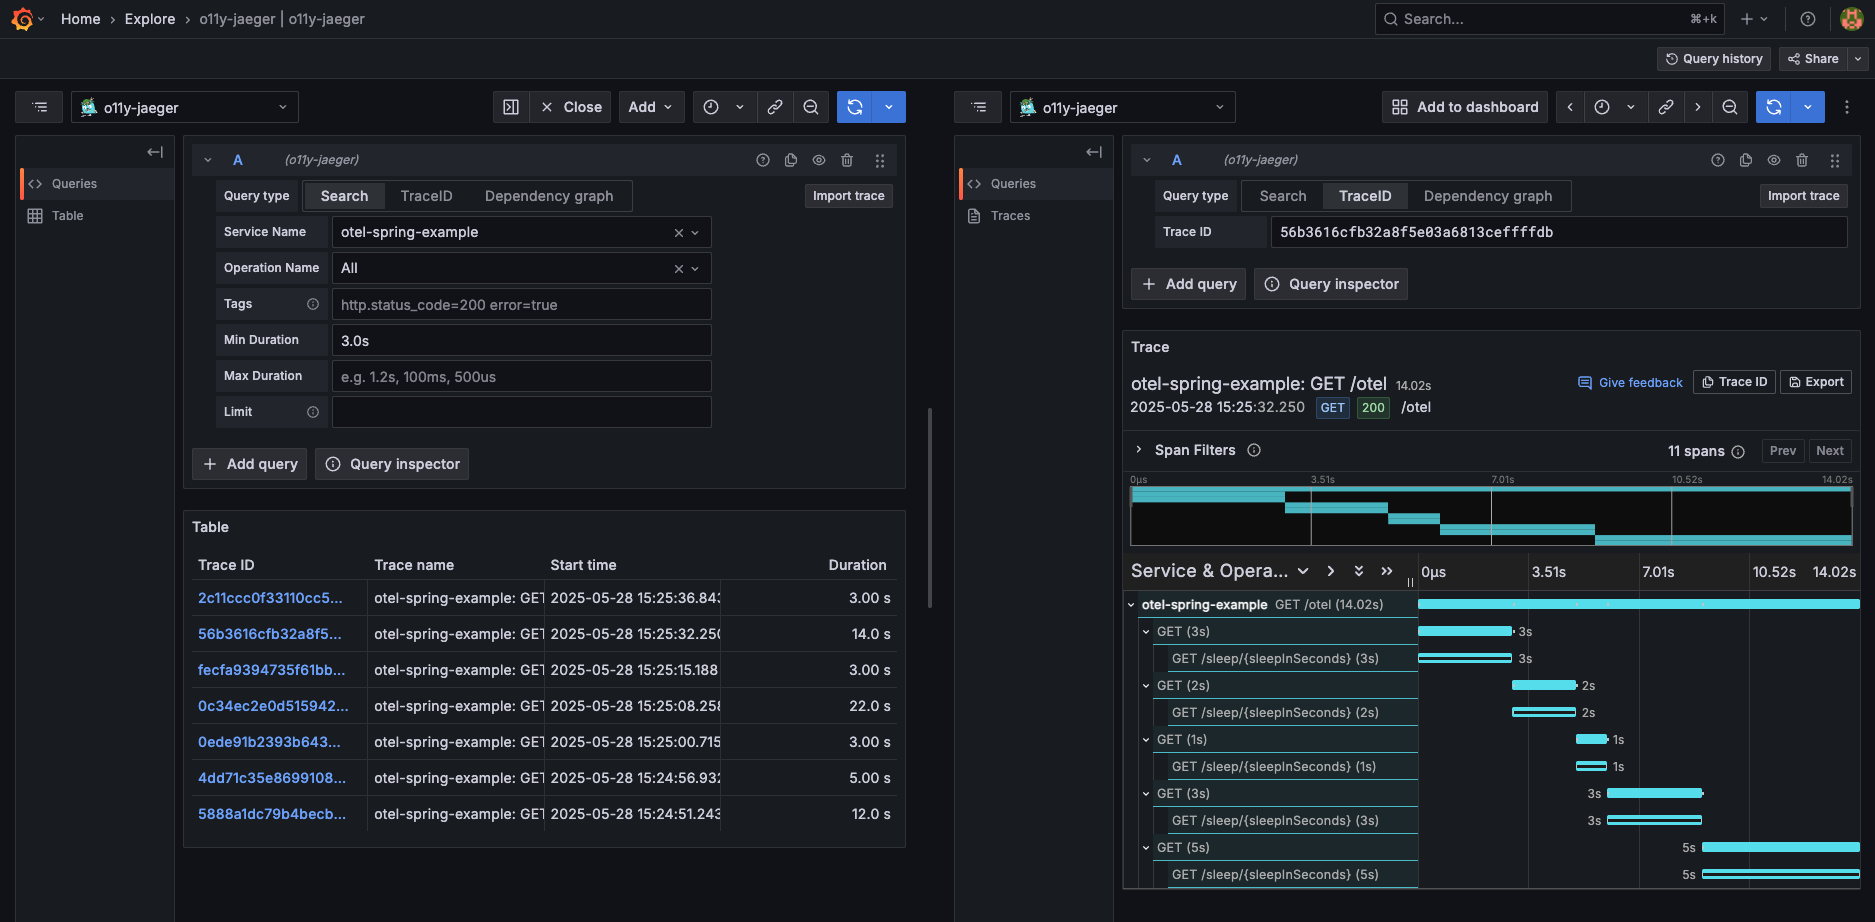 Home › Explore › o11y-jaeger | o11y-jaeger
Search... ⌘+k
Query history
Share
o11y-jaeger
Close
Add
Queries
Table
A (o11y-jaeger)
Query type Search TraceID Dependency graph Import trace
Service Name otel-spring-example
Operation Name All
Tags http.status_code=200 error=true
Min Duration 3.0s
Max Duration e.g. 1.2s, 100ms, 500us
Limit
+ Add query Query inspector
Table
Trace ID Trace name Start time Duration
2c11ccc0f33110cc5... otel-spring-example: GET 2025-05-28 15:25:36.843 3.00 s
56b3616cfb32a8f5... otel-spring-example: GET 2025-05-28 15:25:32.250 14.0 s
fecfa9394735f61bb... otel-spring-example: GET 2025-05-28 15:25:15.188 3.00 s
0c34ec2e0d515942... otel-spring-example: GET 2025-05-28 15:25:08.258 22.0 s
0ede91b2393b643... otel-spring-example: GET 2025-05-28 15:25:00.715 3.00 s
4dd71c35e8699108... otel-spring-example: GET 2025-05-28 15:24:56.932 5.00 s
5888a1dc79b4becb... otel-spring-example: GET 2025-05-28 15:24:51.243 12.0 s
o11y-jaeger
Add to dashboard
Queries
Traces
A (o11y-jaeger)
Query type Search TraceID Dependency graph Import trace
Trace ID 56b3616cfb32a8f5e03a6813ceffffdb
+ Add query Query inspector
Trace
otel-spring-example: GET /otel 14.02s
Give feedback Trace ID Export
2025-05-28 15:25:32.250 GET 200 /otel
Span Filters 11 spans Prev Next
0μs 3.51s 7.01s 10.52s 14.02s
Service & Opera... 0μs 3.51s 7.01s 10.52s 14.02s
otel-spring-example GET /otel (14.02s)
GET (3s) 3s
GET /sleep/{sleepInSeconds} (3s) 3s
GET (2s) 2s
GET /sleep/{sleepInSeconds} (2s) 2s
GET (1s) 1s
GET /sleep/{sleepInSeconds} (1s) 1s
GET (3s) 3s
GET /sleep/{sleepInSeconds} (3s) 3s
GET (5s) 5s
GET /sleep/{sleepInSeconds} (5s) 5s